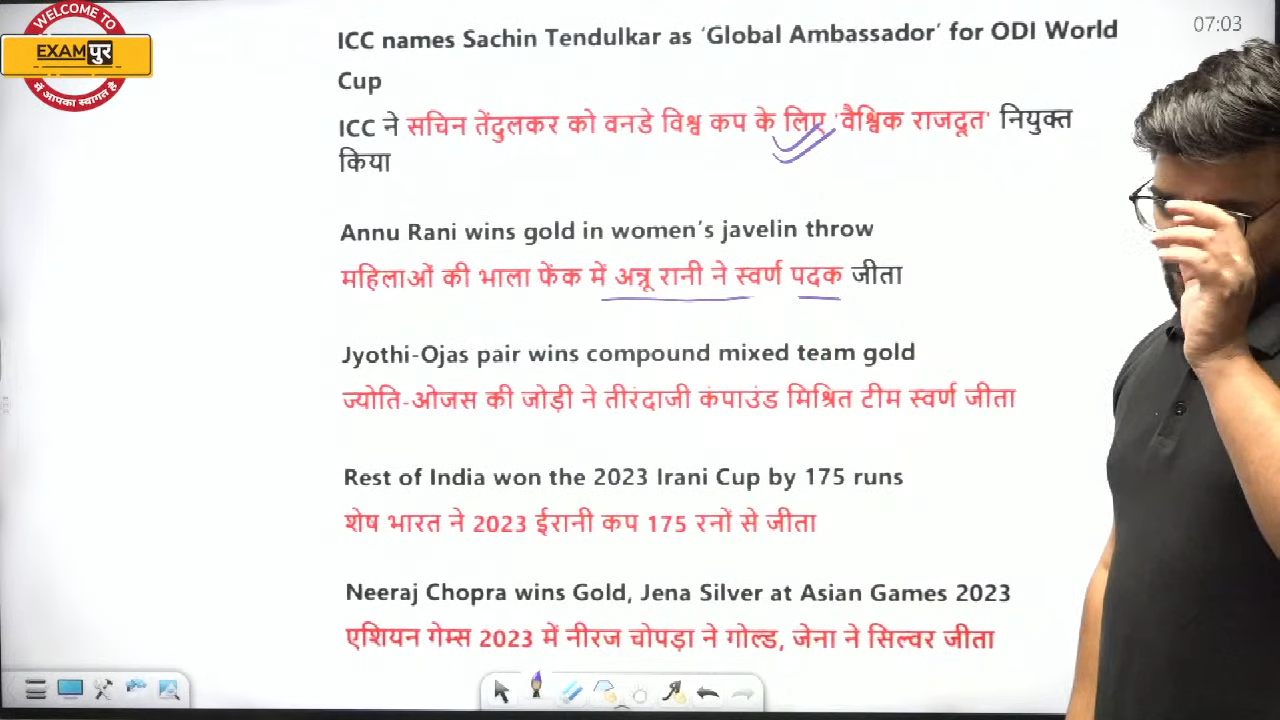 WELCOME TO
EXAMपुर
में आपका स्वागत है
07:03
ICC names Sachin Tendulkar as ‘Global Ambassador’ for ODI World
Cup
ICC ने सचिन तेंदुलकर को वनडे विश्व कप के लिए 'वैश्विक राजदूत' नियुक्त
किया
Annu Rani wins gold in women’s javelin throw
महिलाओं की भाला फेंक में अन्नू रानी ने स्वर्ण पदक जीता
Jyothi-Ojas pair wins compound mixed team gold
ज्योति-ओजस की जोड़ी ने तीरंदाजी कंपाउंड मिश्रित टीम स्वर्ण जीता
Rest of India won the 2023 Irani Cup by 175 runs
शेष भारत ने 2023 ईरानी कप 175 रनों से जीता
Neeraj Chopra wins Gold, Jena Silver at Asian Games 2023
एशियन गेम्स 2023 में नीरज चोपड़ा ने गोल्ड, जेना ने सिल्वर जीता